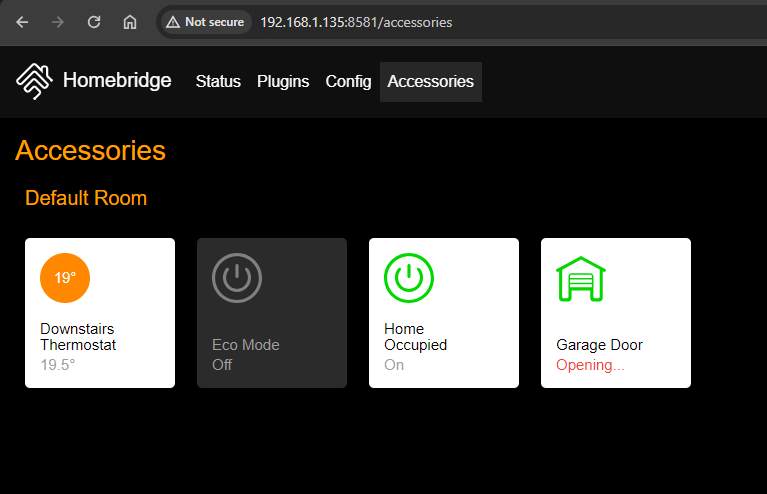 Not secure 192.168.1.135:8581/accessories
Homebridge Status Plugins Config Accessories
Accessories
Default Room
19°
Downstairs
Thermostat
19.5°
Eco Mode
Off
Home
Occupied
On
Garage Door
Opening...